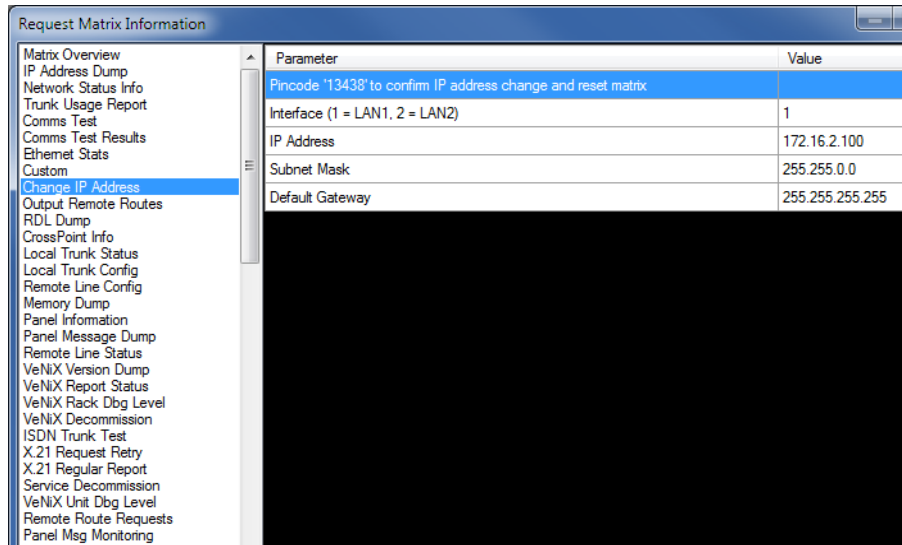 Request Matrix Information
Matrix Overview
IP Address Dump
Network Status Info
Trunk Usage Report
Comms Test
Comms Test Results
Ethernet Stats
Custom
Change IP Address
Output Remote Routes
RDL Dump
CrossPoint Info
Local Trunk Status
Local Trunk Config
Remote Line Config
Memory Dump
Panel Information
Panel Message Dump
Remote Line Status
VeNiX Version Dump
VeNiX Report Status
VeNiX Rack Dbg Level
VeNiX Decommission
ISDN Trunk Test
X.21 Request Retry
X.21 Regular Report
Service Decommission
VeNiX Unit Dbg Level
Remote Route Requests
Panel Msg Monitoring
Parameter Value
Pincode '13438' to confirm IP address change and reset matrix
Interface (1 = LAN1, 2 = LAN2) 1
IP Address 172.16.2.100
Subnet Mask 255.255.0.0
Default Gateway 255.255.255.255